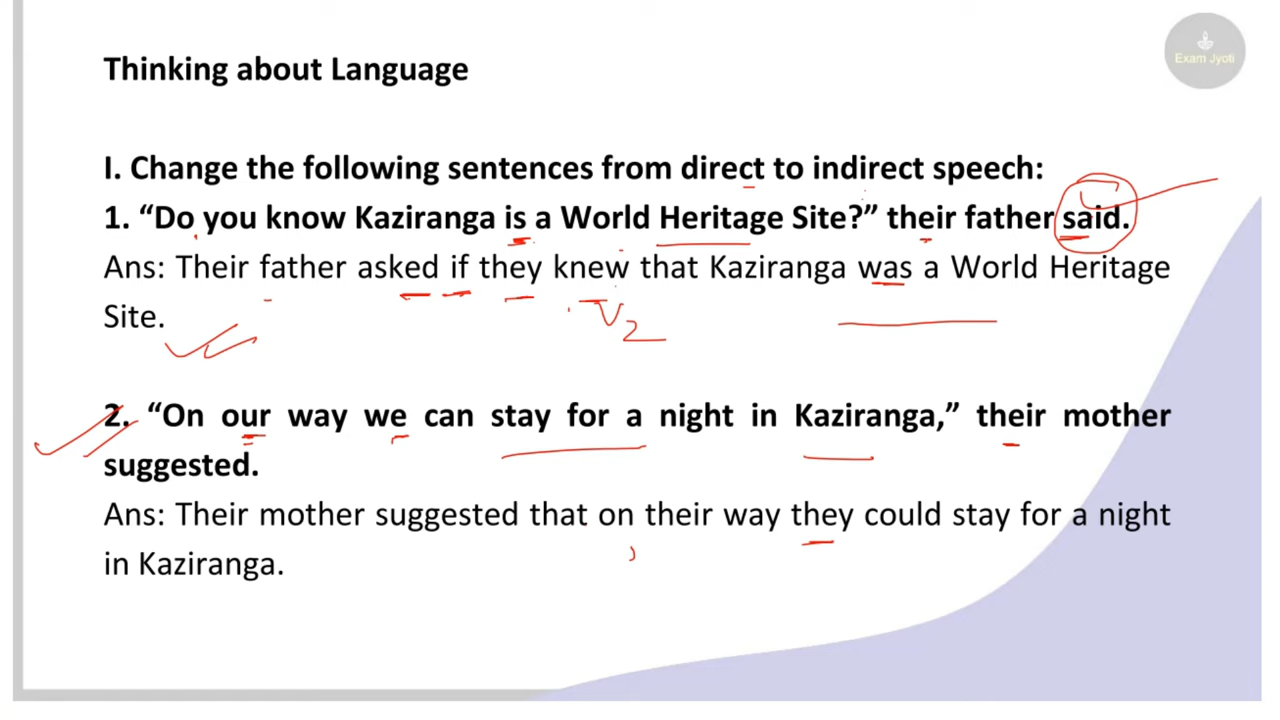 Exam Jyoti
Thinking about Language
I. Change the following sentences from direct to indirect speech:
1. “Do you know Kaziranga is a World Heritage Site?” their father said.
Ans: Their father asked if they knew that Kaziranga was a World Heritage
Site.
V2
2. “On our way we can stay for a night in Kaziranga,” their mother
suggested.
Ans: Their mother suggested that on their way they could stay for a night
in Kaziranga.